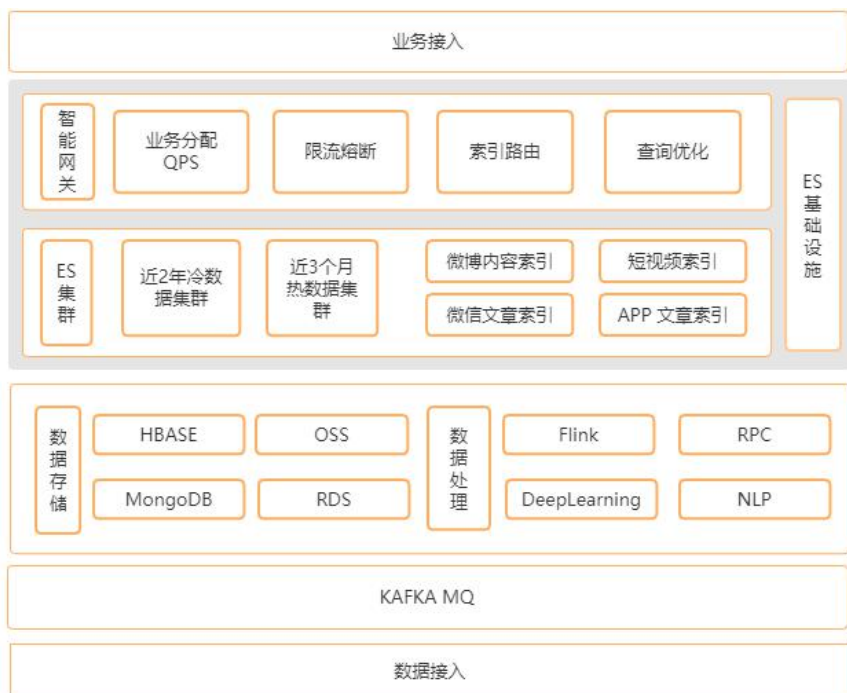 业务接入
智
能
网
关
业务分配
QPS
限流熔断
索引路由
查询优化
ES
基
础
设
施
ES
集
群
近2年冷数
据集群
近3个月
热数据集
群
微博内容索引
短视频索引
微信文章索引
APP 文章索引
数
据
存
储
HBASE
OSS
MongoDB
RDS
数
据
处
理
Flink
RPC
DeepLearning
NLP
KAFKA MQ
数据接入